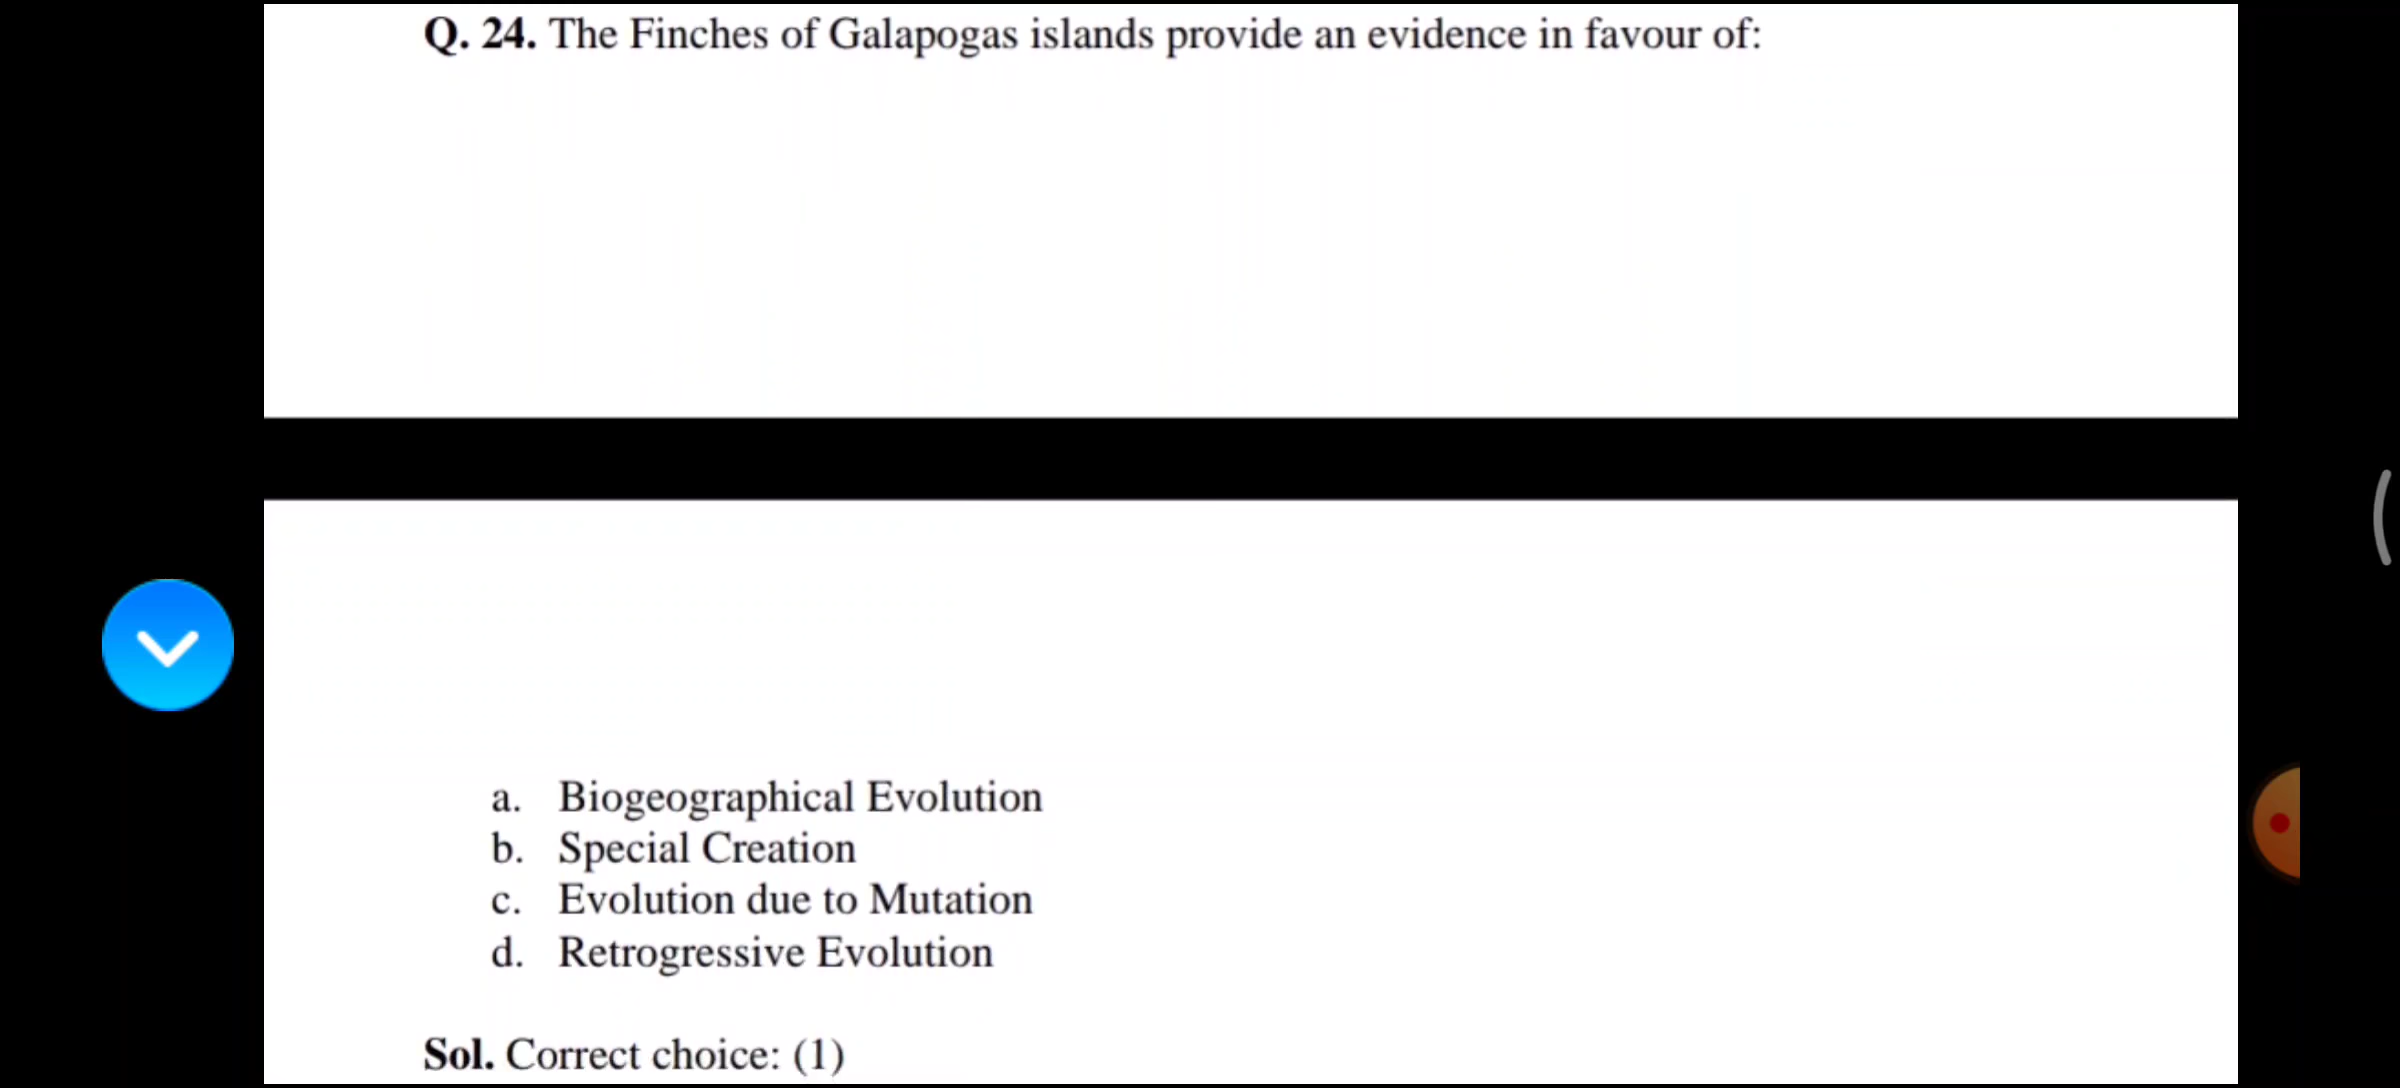 Q. 24. The Finches of Galapogas islands provide an evidence in favour of:
a. Biogeographical Evolution
b. Special Creation
c. Evolution due to Mutation
d. Retrogressive Evolution
Sol. Correct choice: (1)